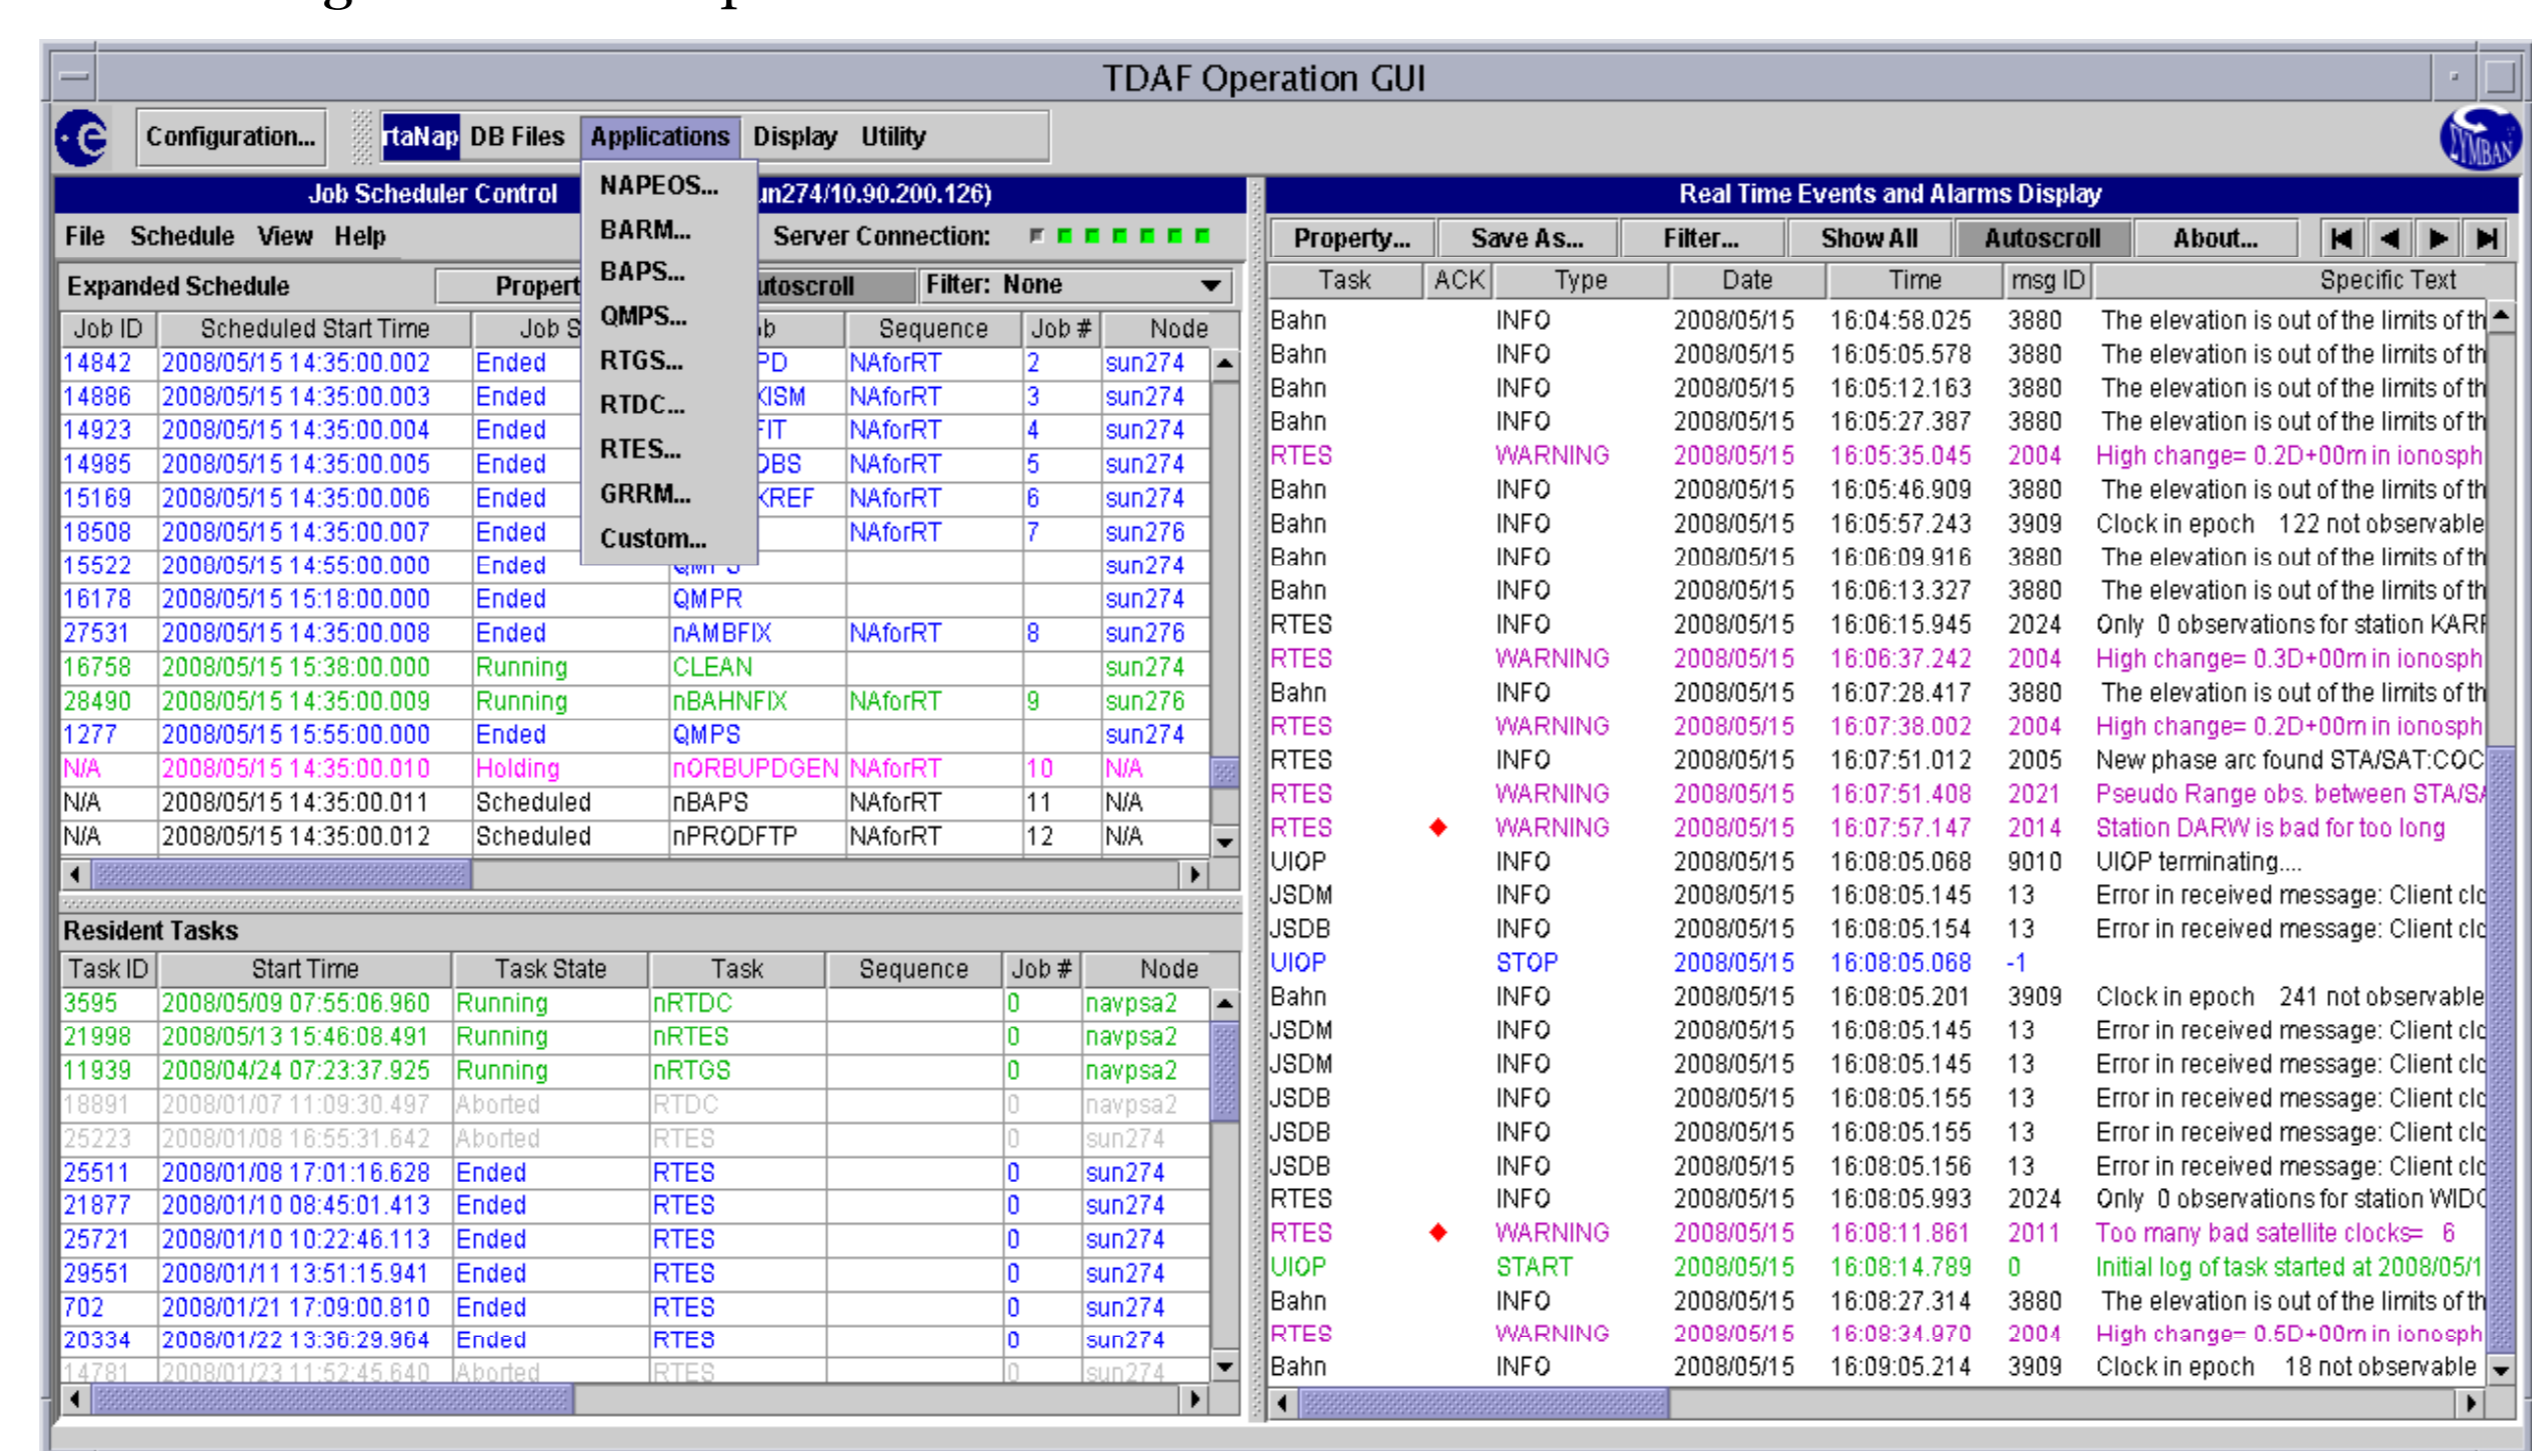 TDAF Operation GUI
Configuration... rtaNap DB Files Applications Display Utility
ΣYMBAN
Job Scheduler Control un274/10.90.200.126)
File Schedule View Help Server Connection:
Expanded Schedule Propert utoscroll Filter: None
Job ID Scheduled Start Time Job S b Sequence Job # Node
14842 2008/05/15 14:35:00.002 Ended PD NAforRT 2 sun274
14886 2008/05/15 14:35:00.003 Ended KISM NAforRT 3 sun274
14923 2008/05/15 14:35:00.004 Ended FIT NAforRT 4 sun274
14985 2008/05/15 14:35:00.005 Ended OBS NAforRT 5 sun274
15169 2008/05/15 14:35:00.006 Ended KREF NAforRT 6 sun274
18508 2008/05/15 14:35:00.007 Ended NAforRT 7 sun276
15522 2008/05/15 14:55:00.000 Ended QMPS sun274
16178 2008/05/15 15:18:00.000 Ended QMPR sun274
27531 2008/05/15 14:35:00.008 Ended nAMBFIX NAforRT 8 sun276
16758 2008/05/15 15:38:00.000 Running CLEAN sun274
28490 2008/05/15 14:35:00.009 Running nBAHNFIX NAforRT 9 sun276
1277 2008/05/15 15:55:00.000 Ended QMPS sun274
N/A 2008/05/15 14:35:00.010 Holding nORBUPDGEN NAforRT 10 N/A
N/A 2008/05/15 14:35:00.011 Scheduled nBAPS NAforRT 11 N/A
N/A 2008/05/15 14:35:00.012 Scheduled nPRODFTP NAforRT 12 N/A
NAPEOS...
BARM...
BAPS...
QMPS...
RTGS...
RTDC...
RTES...
GRRM...
Custom...
Resident Tasks
Task ID Start Time Task State Task Sequence Job # Node
3595 2008/05/09 07:55:06.960 Running nRTDC 0 navpsa2
21998 2008/05/13 15:46:08.491 Running nRTES 0 navpsa2
11939 2008/04/24 07:23:37.925 Running nRTGS 0 navpsa2
18891 2008/01/07 11:09:30.497 Aborted RTDC 0 navpsa2
25223 2008/01/08 16:55:31.642 Aborted RTES 0 sun274
25511 2008/01/08 17:01:16.628 Ended RTES 0 sun274
21877 2008/01/10 08:45:01.413 Ended RTES 0 sun274
25721 2008/01/10 10:22:46.113 Ended RTES 0 sun274
29551 2008/01/11 13:51:15.941 Ended RTES 0 sun274
702 2008/01/21 17:09:00.810 Ended RTES 0 sun274
20334 2008/01/22 13:36:29.964 Ended RTES 0 sun274
14781 2008/01/23 11:52:45.640 Aborted RTES 0 sun274
Real Time Events and Alarms Display
Property... Save As... Filter... Show All Autoscroll About...
Task ACK Type Date Time msg ID Specific Text
Bahn INFO 2008/05/15 16:04:58.025 3880 The elevation is out of the limits of th
Bahn INFO 2008/05/15 16:05:05.578 3880 The elevation is out of the limits of th
Bahn INFO 2008/05/15 16:05:12.163 3880 The elevation is out of the limits of th
Bahn INFO 2008/05/15 16:05:27.387 3880 The elevation is out of the limits of th
RTES WARNING 2008/05/15 16:05:35.045 2004 High change= 0.2D+00m in ionosph
Bahn INFO 2008/05/15 16:05:46.909 3880 The elevation is out of the limits of th
Bahn INFO 2008/05/15 16:05:57.243 3909 Clock in epoch 122 not observable
Bahn INFO 2008/05/15 16:06:09.916 3880 The elevation is out of the limits of th
Bahn INFO 2008/05/15 16:06:13.327 3880 The elevation is out of the limits of th
RTES INFO 2008/05/15 16:06:15.945 2024 Only 0 observations for station KARR
RTES WARNING 2008/05/15 16:06:37.242 2004 High change= 0.3D+00m in ionosph
Bahn INFO 2008/05/15 16:07:28.417 3880 The elevation is out of the limits of th
RTES WARNING 2008/05/15 16:07:38.002 2004 High change= 0.2D+00m in ionosph
RTES INFO 2008/05/15 16:07:51.012 2005 New phase arc found STA/SAT:COC
RTES WARNING 2008/05/15 16:07:51.408 2021 Pseudo Range obs. between STA/SA
RTES WARNING 2008/05/15 16:07:57.147 2014 Station DARW is bad for too long
UIOP INFO 2008/05/15 16:08:05.068 9010 UIOP terminating....
JSDM INFO 2008/05/15 16:08:05.145 13 Error in received message: Client clo
JSDB INFO 2008/05/15 16:08:05.154 13 Error in received message: Client clo
UIOP STOP 2008/05/15 16:08:05.068 -1
Bahn INFO 2008/05/15 16:08:05.201 3909 Clock in epoch 241 not observable
JSDM INFO 2008/05/15 16:08:05.145 13 Error in received message: Client clo
JSDM INFO 2008/05/15 16:08:05.145 13 Error in received message: Client clo
JSDB INFO 2008/05/15 16:08:05.155 13 Error in received message: Client clo
JSDB INFO 2008/05/15 16:08:05.155 13 Error in received message: Client clo
JSDB INFO 2008/05/15 16:08:05.156 13 Error in received message: Client clo
RTES INFO 2008/05/15 16:08:05.993 2024 Only 0 observations for station WIDC
RTES WARNING 2008/05/15 16:08:11.861 2011 Too many bad satellite clocks= 6
UIOP START 2008/05/15 16:08:14.789 0 Initial log of task started at 2008/05/1
Bahn INFO 2008/05/15 16:08:27.314 3880 The elevation is out of the limits of th
RTES WARNING 2008/05/15 16:08:34.970 2004 High change= 0.5D+00m in ionosph
Bahn INFO 2008/05/15 16:09:05.214 3909 Clock in epoch 18 not observable